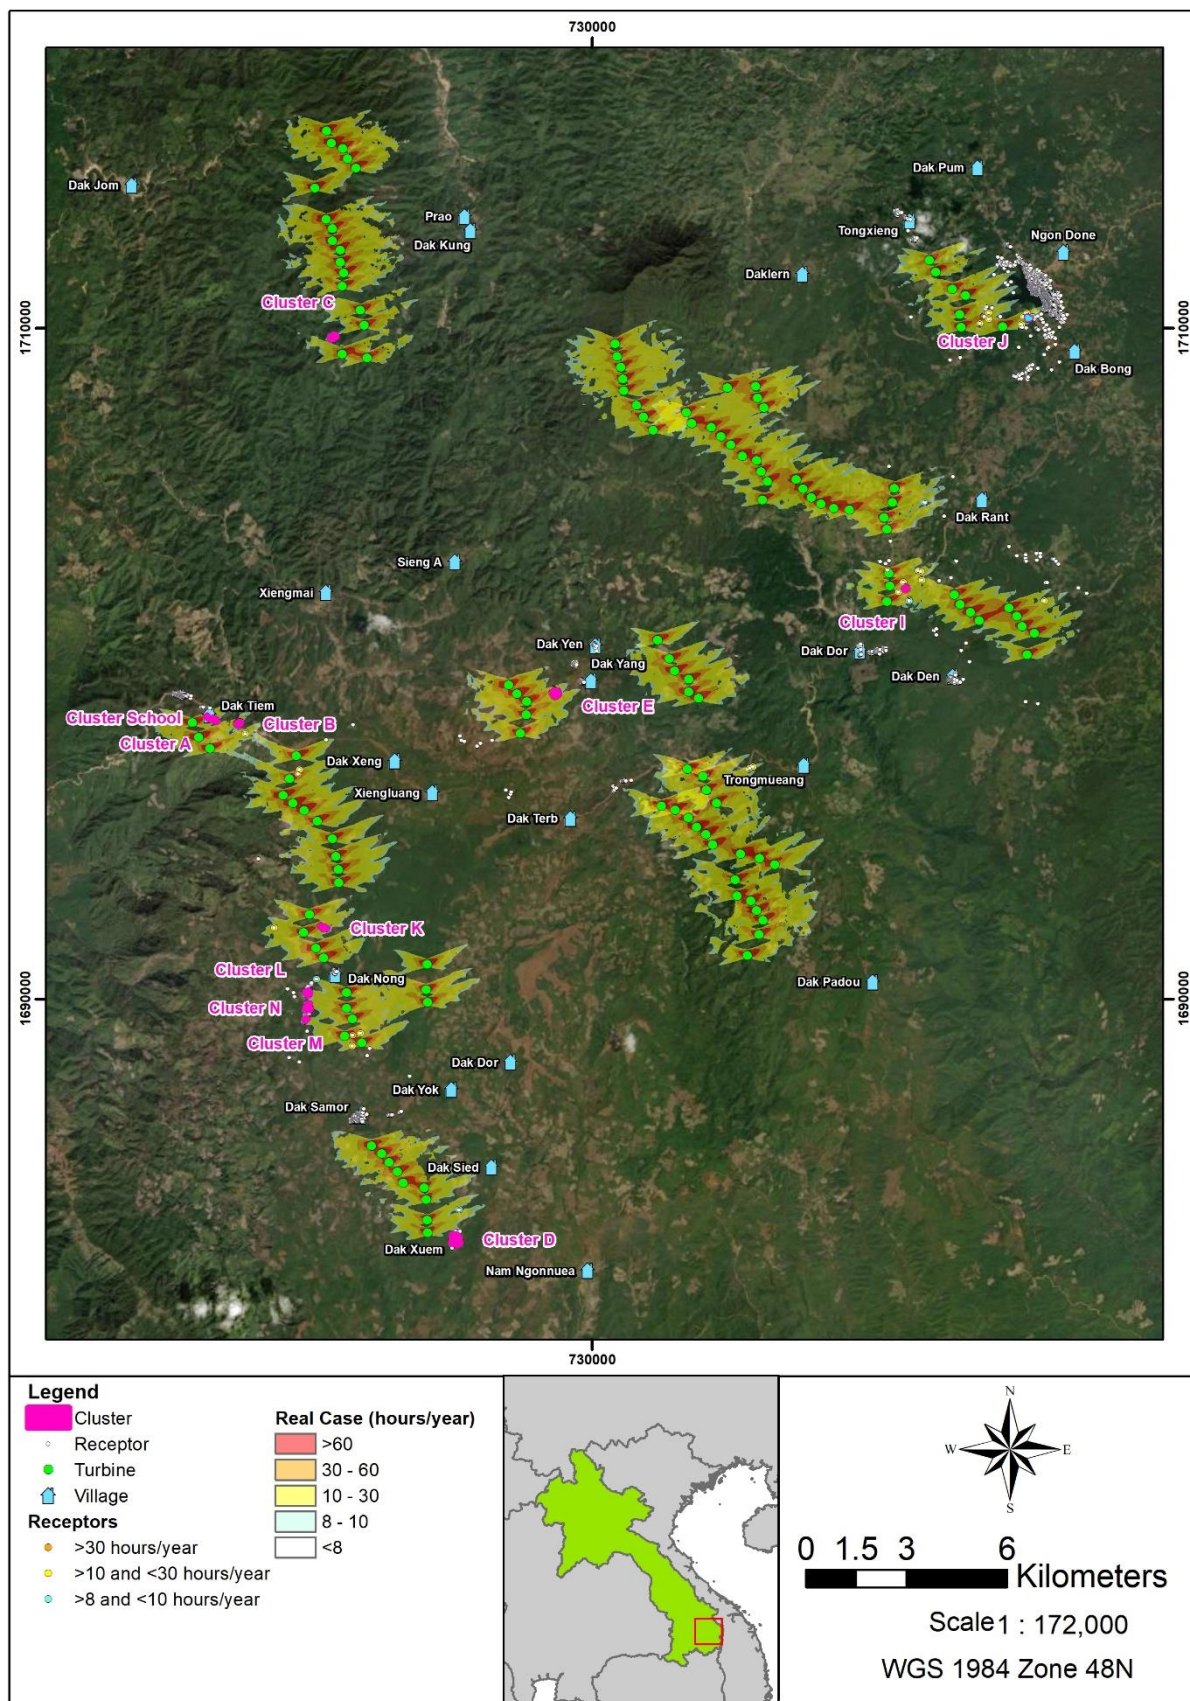 730000
Dak Pum
Dak Jom
Prao
Tongxieng
Dak Kung
Ngon Done
Daklern
Cluster C
1710000
1710000
Cluster J
Dak Bong
Dak Rant
Sieng A
Xiengmai
Cluster I
Dak Yen
Dak Dor
Dak Yang
Dak Den
Cluster E
Dak Tiem
Cluster School
Cluster B
Cluster A
Dak Xeng
Trongmueang
Xiengluang
Dak Terb
Cluster K
Cluster L
Dak Nong
Dak Padou
1690000
1690000
Cluster N
Cluster M
Dak Dor
Dak Yok
Dak Samor
Dak Sied
Cluster D
Dak Xuem
Nam Ngonnuea
730000
Legend
Cluster
Receptor
Turbine
Village
Receptors
>30 hours/year
>10 and <30 hours/year
>8 and <10 hours/year
Real Case (hours/year)
>60
30 - 60
10 - 30
8 - 10
<8
N
W
E
S
0 1.5 3 6
Kilometers
Scale 1 : 172,000
WGS 1984 Zone 48N